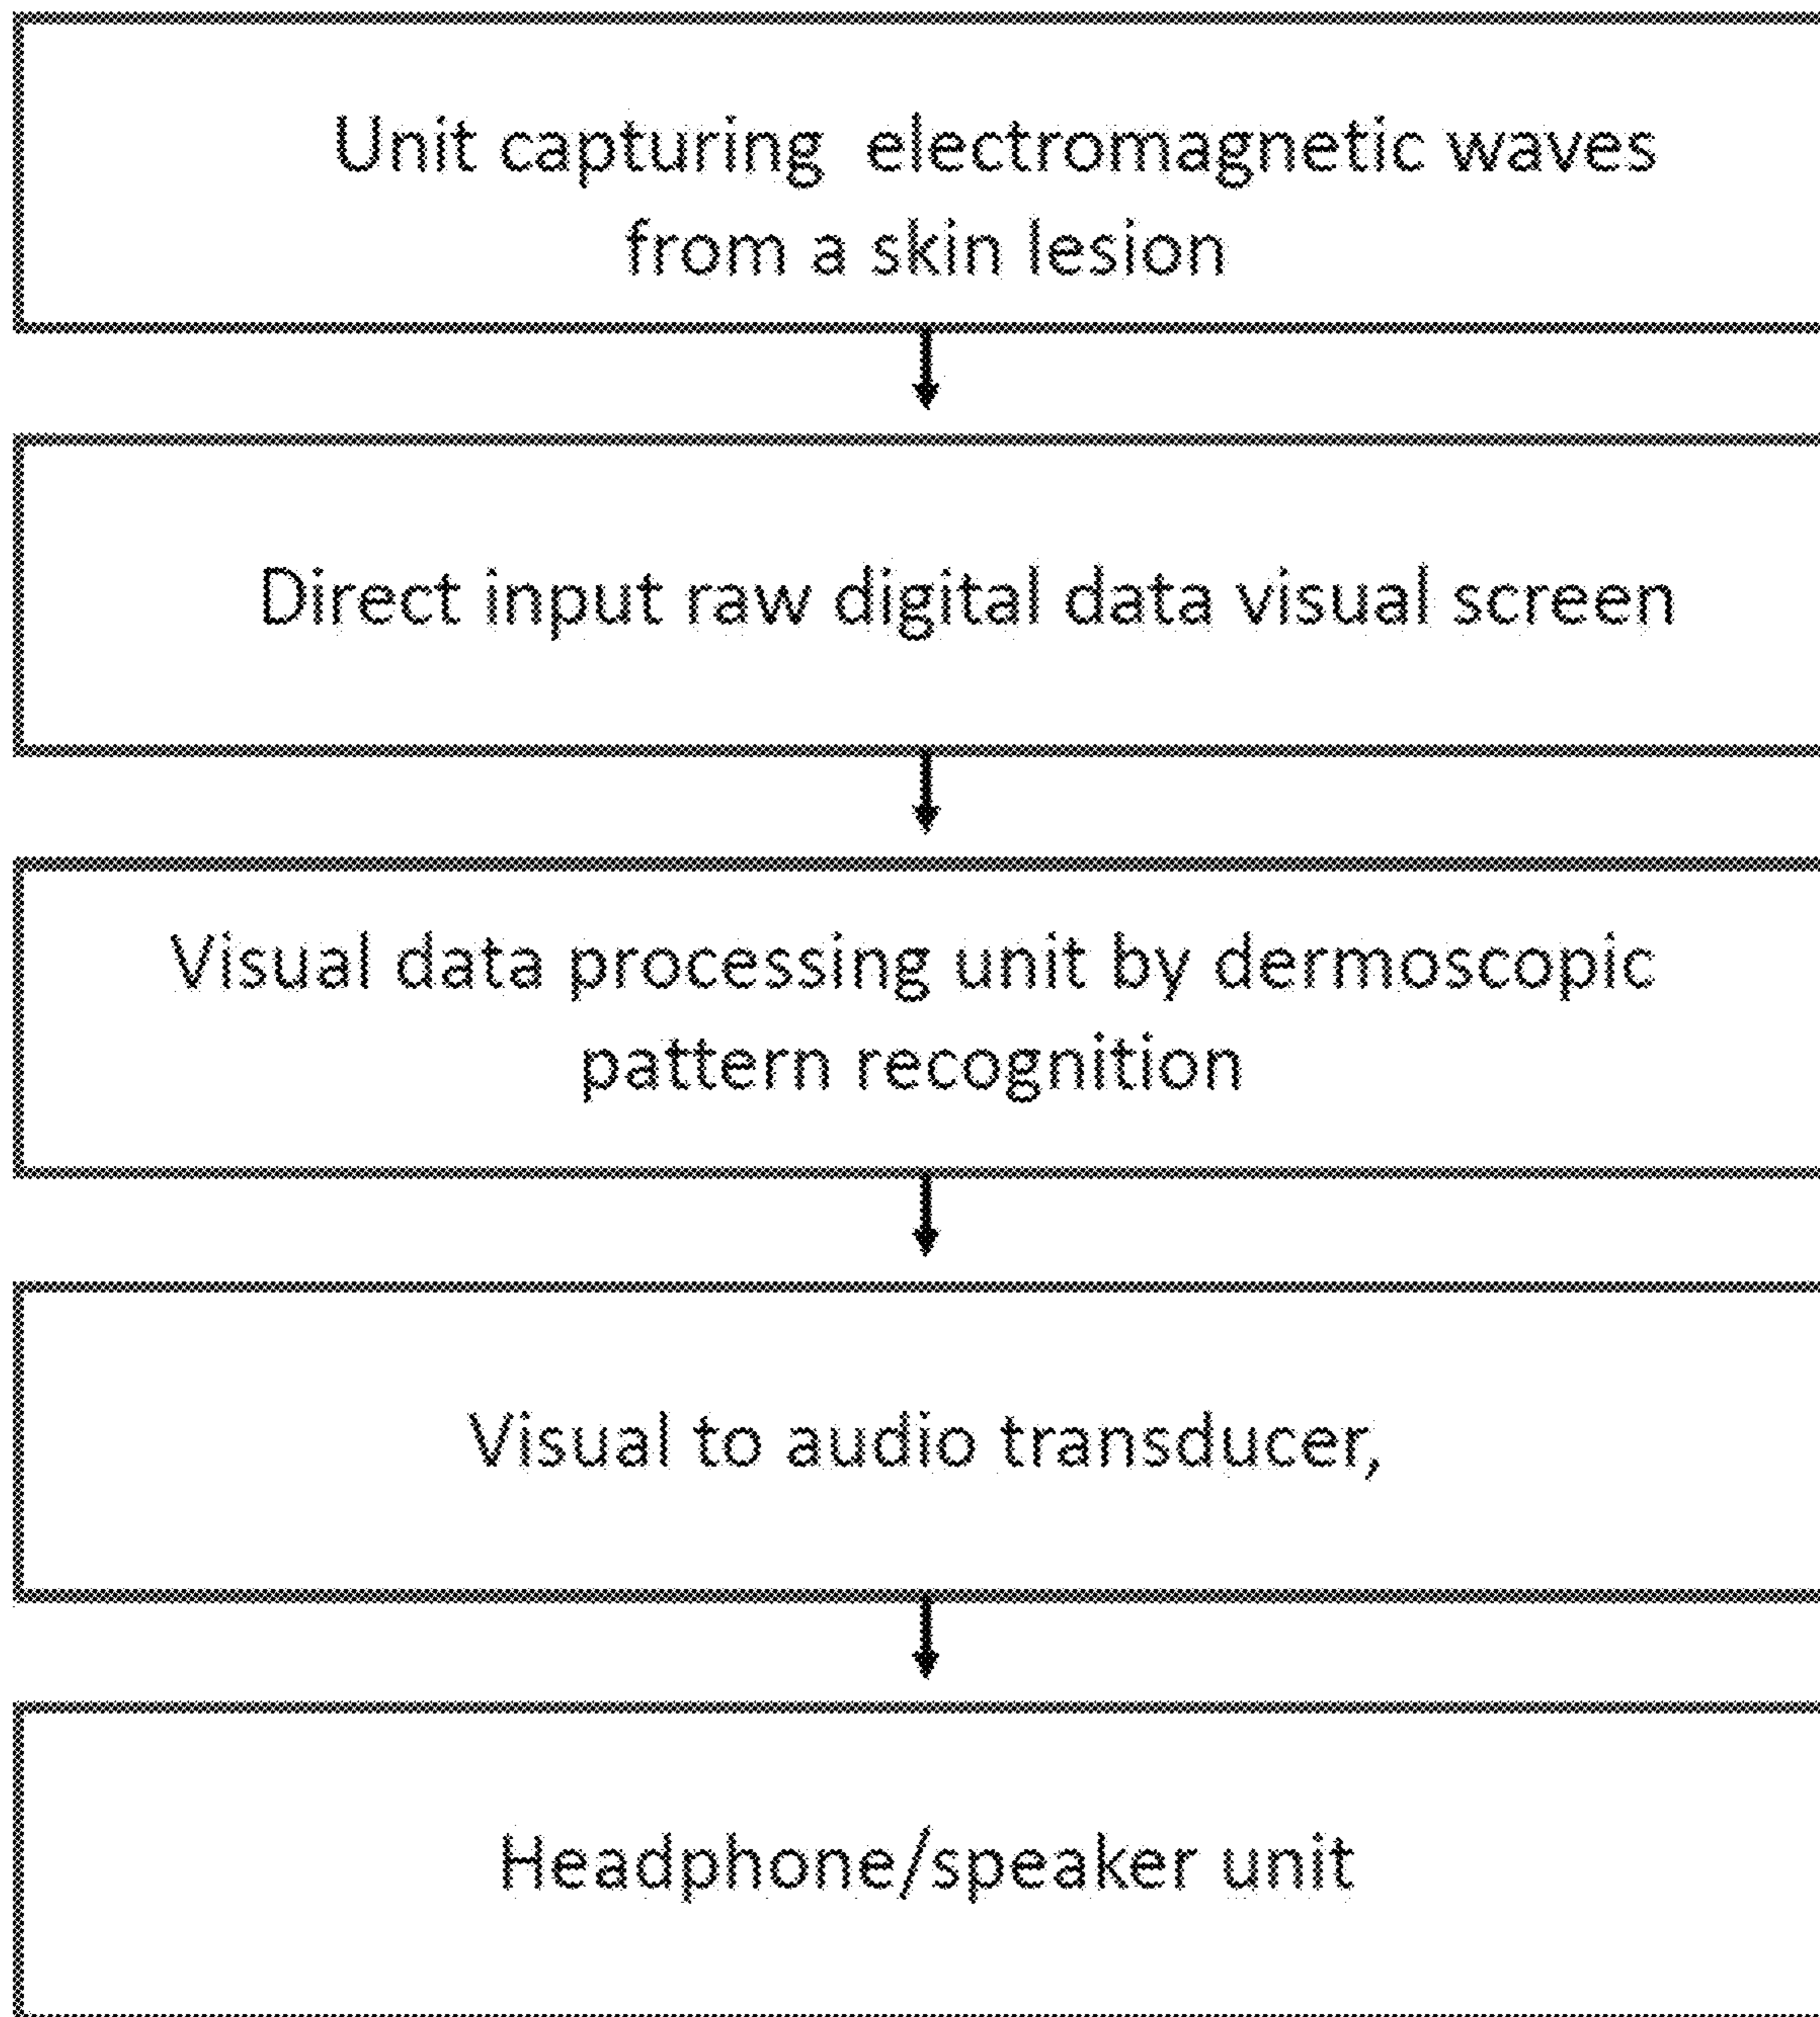 Unit capturing electromagnetic waves
from a skin lesion
Direct input raw digital data visual screen
Visual data processing unit by dermoscopic
pattern recognition
Visual to audio transducer,
Headphone/speaker unit